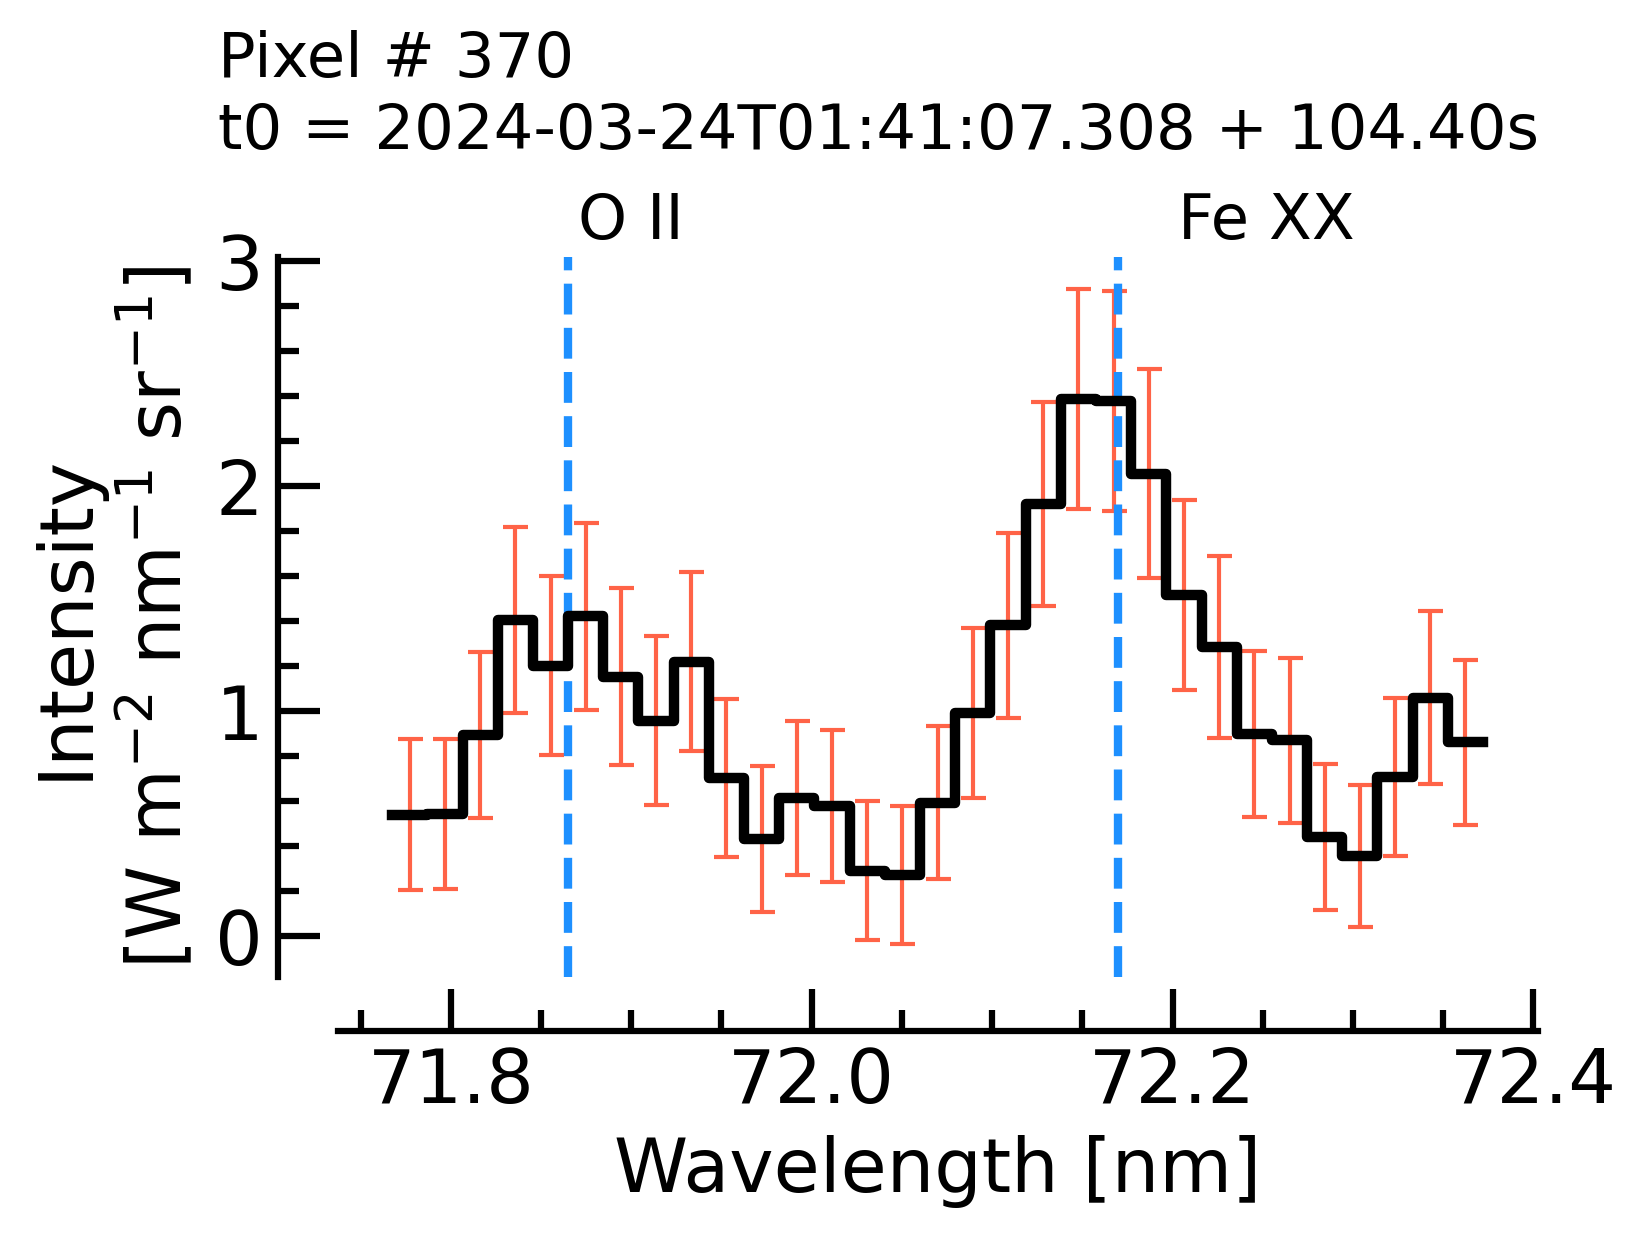 Pixel # 370
t0 = 2024-03-24T01:41:07.308 + 104.40s
O II
Fe XX
Intensity
[W m⁻² nm⁻¹ sr⁻¹]
3
2
1
0
71.8 72.0 72.2 72.4
Wavelength [nm]